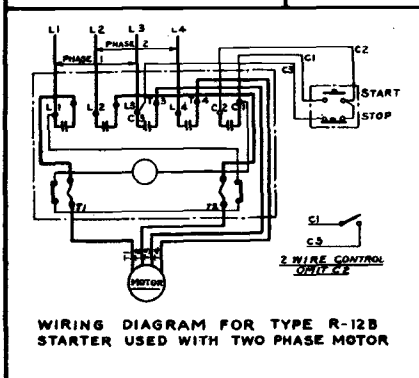 L1 L2 L3 L4
PHASE 2
PHASE 1
C2
C1
C3
START
STOP
L1 L2 L3 T3 L4 T4 C2
C3
T1 T2
MOTOR
C1
C3
2 WIRE CONTROL
OMIT C2
WIRING DIAGRAM FOR TYPE R-12B
STARTER USED WITH TWO PHASE MOTOR